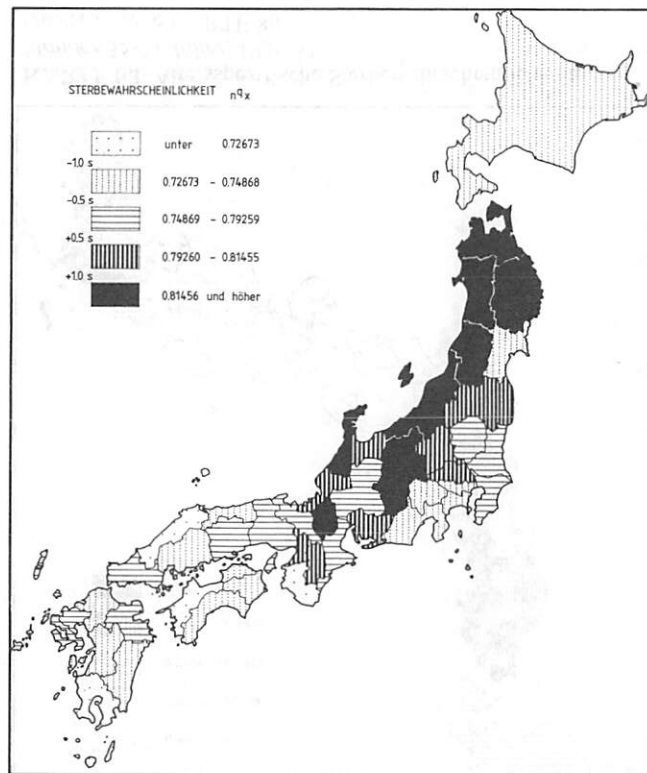 STERBEWAHRSCHEINLICHKEIT nqx
unter 0.72673
-1.0 s
0.72673 - 0.74868
-0.5 s
0.74869 - 0.79259
+0.5 s
0.79260 - 0.81455
+1.0 s
0.81456 und höher